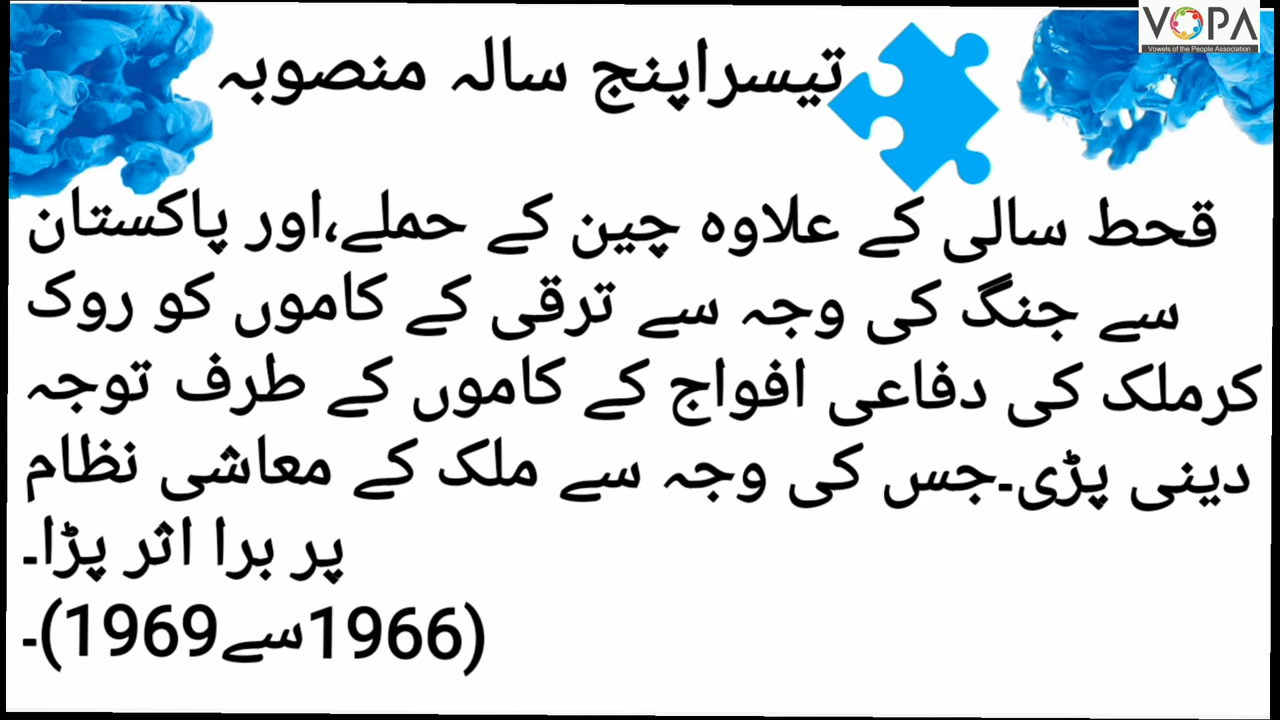 VOPA
Vowels of the People Association
تیسراپنج سالہ منصوبہ
قحط سالی کے علاوہ چین کے حملے،اور پاکستان
سے جنگ کی وجہ سے ترقی کے کاموں کو روک
کرملک کی دفاعی افواج کے کاموں کے طرف توجہ
دینی پڑی۔جس کی وجہ سے ملک کے معاشی نظام
پر برا اثر پڑا۔
(1966سے1969)۔